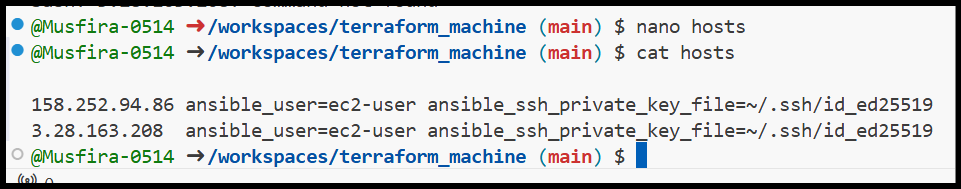 @Musfira-0514 ➜/workspaces/terraform_machine (main) $ nano hosts
@Musfira-0514 ➜/workspaces/terraform_machine (main) $ cat hosts
158.252.94.86 ansible_user=ec2-user ansible_ssh_private_key_file=~/.ssh/id_ed25519
3.28.163.208  ansible_user=ec2-user ansible_ssh_private_key_file=~/.ssh/id_ed25519
@Musfira-0514 ➜/workspaces/terraform_machine (main) $
0